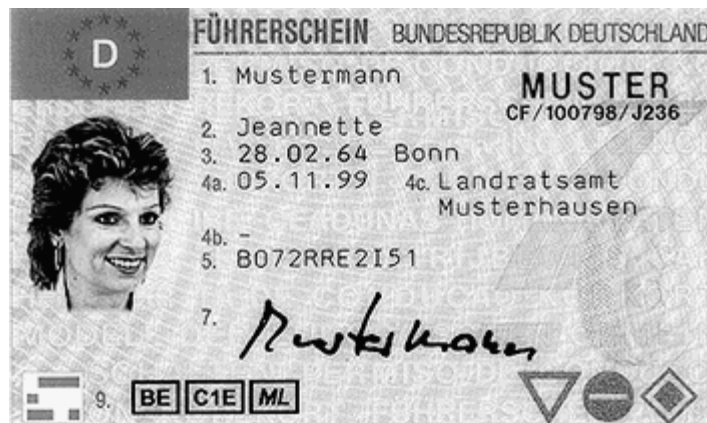 D
FÜHRERSCHEIN BUNDESREPUBLIK DEUTSCHLAND
1. Mustermann
MUSTER
CF/100798/J236
2. Jeannette
3. 28.02.64 Bonn
4a. 05.11.99 4c. Landratsamt
Musterhausen
4b. –
5. B072RRE2I51
7. Mustermann
9. BE C1E ML